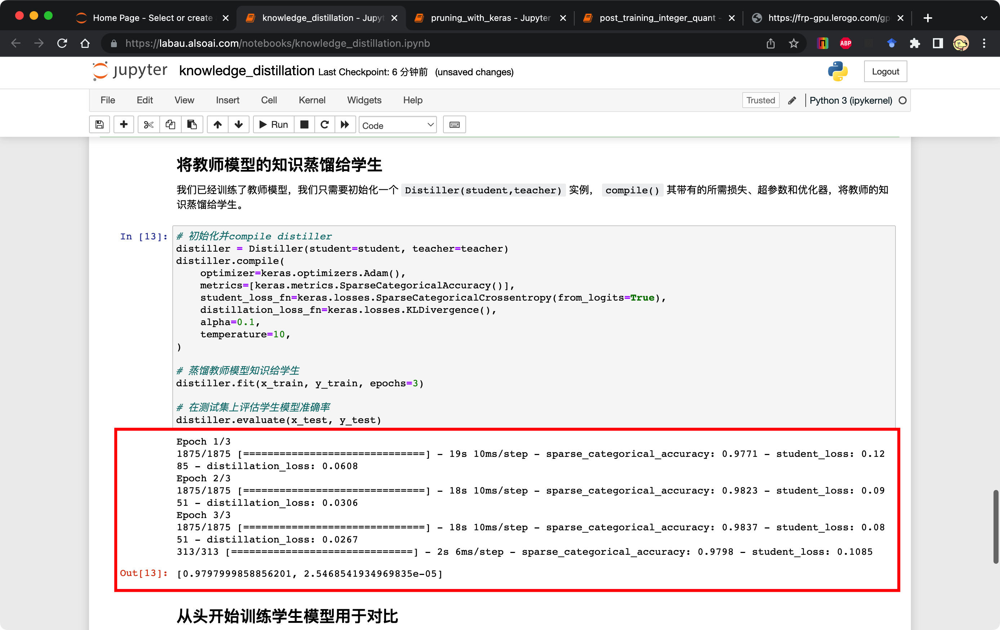 Home Page - Select or create
knowledge_distillation - Jupyt
pruning_with_keras - Jupyter
post_training_integer_quant -
https://frp-gpu.lerogo.com/gp
https://labau.alsoai.com/notebooks/knowledge_distillation.ipynb
ABP
jupyter knowledge_distillation Last Checkpoint: 6 分钟前 (unsaved changes)
Logout
File Edit View Insert Cell Kernel Widgets Help
Trusted Python 3 (ipykernel)
Run Code
将教师模型的知识蒸馏给学生
我们已经训练了教师模型，我们只需要初始化一个 Distiller(student,teacher) 实例， compile() 其带有的所需损失、超参数和优化器，将教师的知
识蒸馏给学生。
In [13]: # 初始化并compile distiller
distiller = Distiller(student=student, teacher=teacher)
distiller.compile(
    optimizer=keras.optimizers.Adam(),
    metrics=[keras.metrics.SparseCategoricalAccuracy()],
    student_loss_fn=keras.losses.SparseCategoricalCrossentropy(from_logits=True),
    distillation_loss_fn=keras.losses.KLDivergence(),
    alpha=0.1,
    temperature=10,
)
# 蒸馏教师模型知识给学生
distiller.fit(x_train, y_train, epochs=3)
# 在测试集上评估学生模型准确率
distiller.evaluate(x_test, y_test)
Epoch 1/3
1875/1875 [==============================] - 19s 10ms/step - sparse_categorical_accuracy: 0.9771 - student_loss: 0.12
85 - distillation_loss: 0.0608
Epoch 2/3
1875/1875 [==============================] - 18s 10ms/step - sparse_categorical_accuracy: 0.9823 - student_loss: 0.09
51 - distillation_loss: 0.0306
Epoch 3/3
1875/1875 [==============================] - 18s 10ms/step - sparse_categorical_accuracy: 0.9837 - student_loss: 0.08
51 - distillation_loss: 0.0267
313/313 [==============================] - 2s 6ms/step - sparse_categorical_accuracy: 0.9798 - student_loss: 0.1085
Out[13]: [0.9797999858856201, 2.5468541934969835e-05]
从头开始训练学生模型用于对比